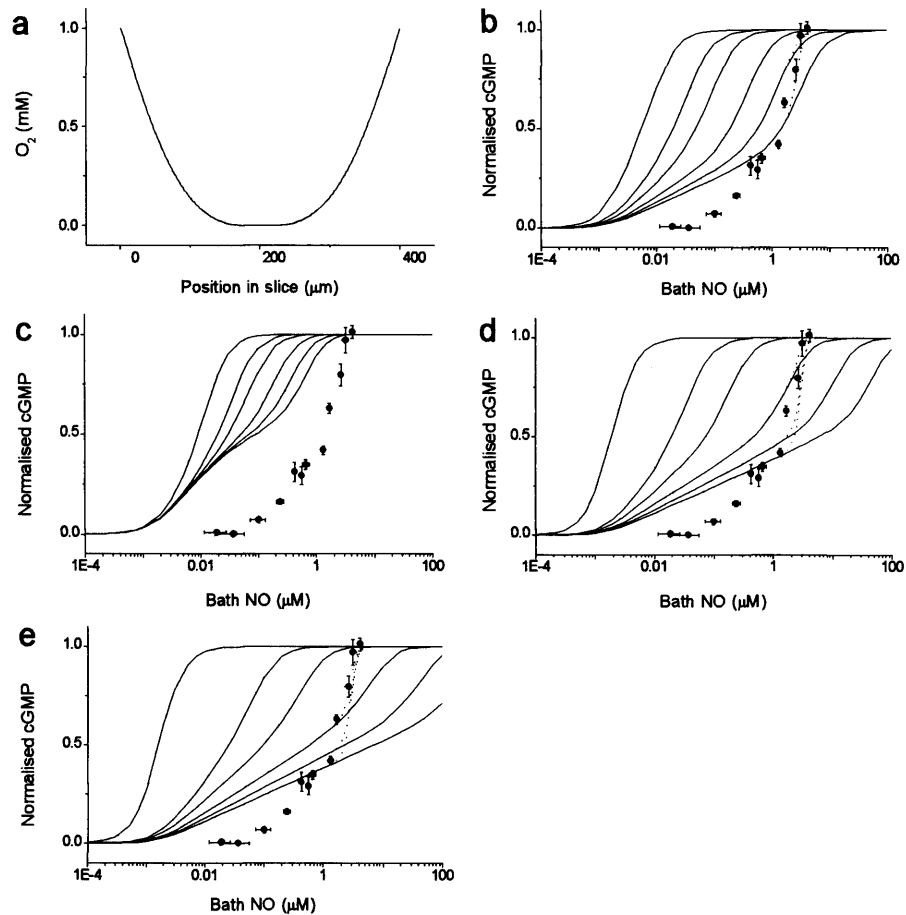 a
1.0
0.5
0.0
O₂ (mM)
0
200
400
Position in slice (μm)
b
1.0
0.5
0.0
Normalised cGMP
1E-4
0.01
1
100
Bath NO (μM)
c
1.0
0.5
0.0
Normalised cGMP
1E-4
0.01
1
100
Bath NO (μM)
d
1.0
0.5
0.0
Normalised cGMP
1E-4
0.01
1
100
Bath NO (μM)
e
1.0
0.5
0.0
Normalised cGMP
1E-4
0.01
1
100
Bath NO (μM)